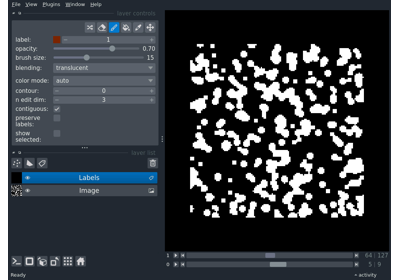 File View Plugins Window Help
layer controls
label: 1
opacity: 0.70
brush size: 15
blending: translucent
color mode: auto
contour: 0
n edit dim: 3
contiguous:
preserve
labels:
show
selected:
layer list
Labels
Image
1 64 127
0 5 9
Ready activity